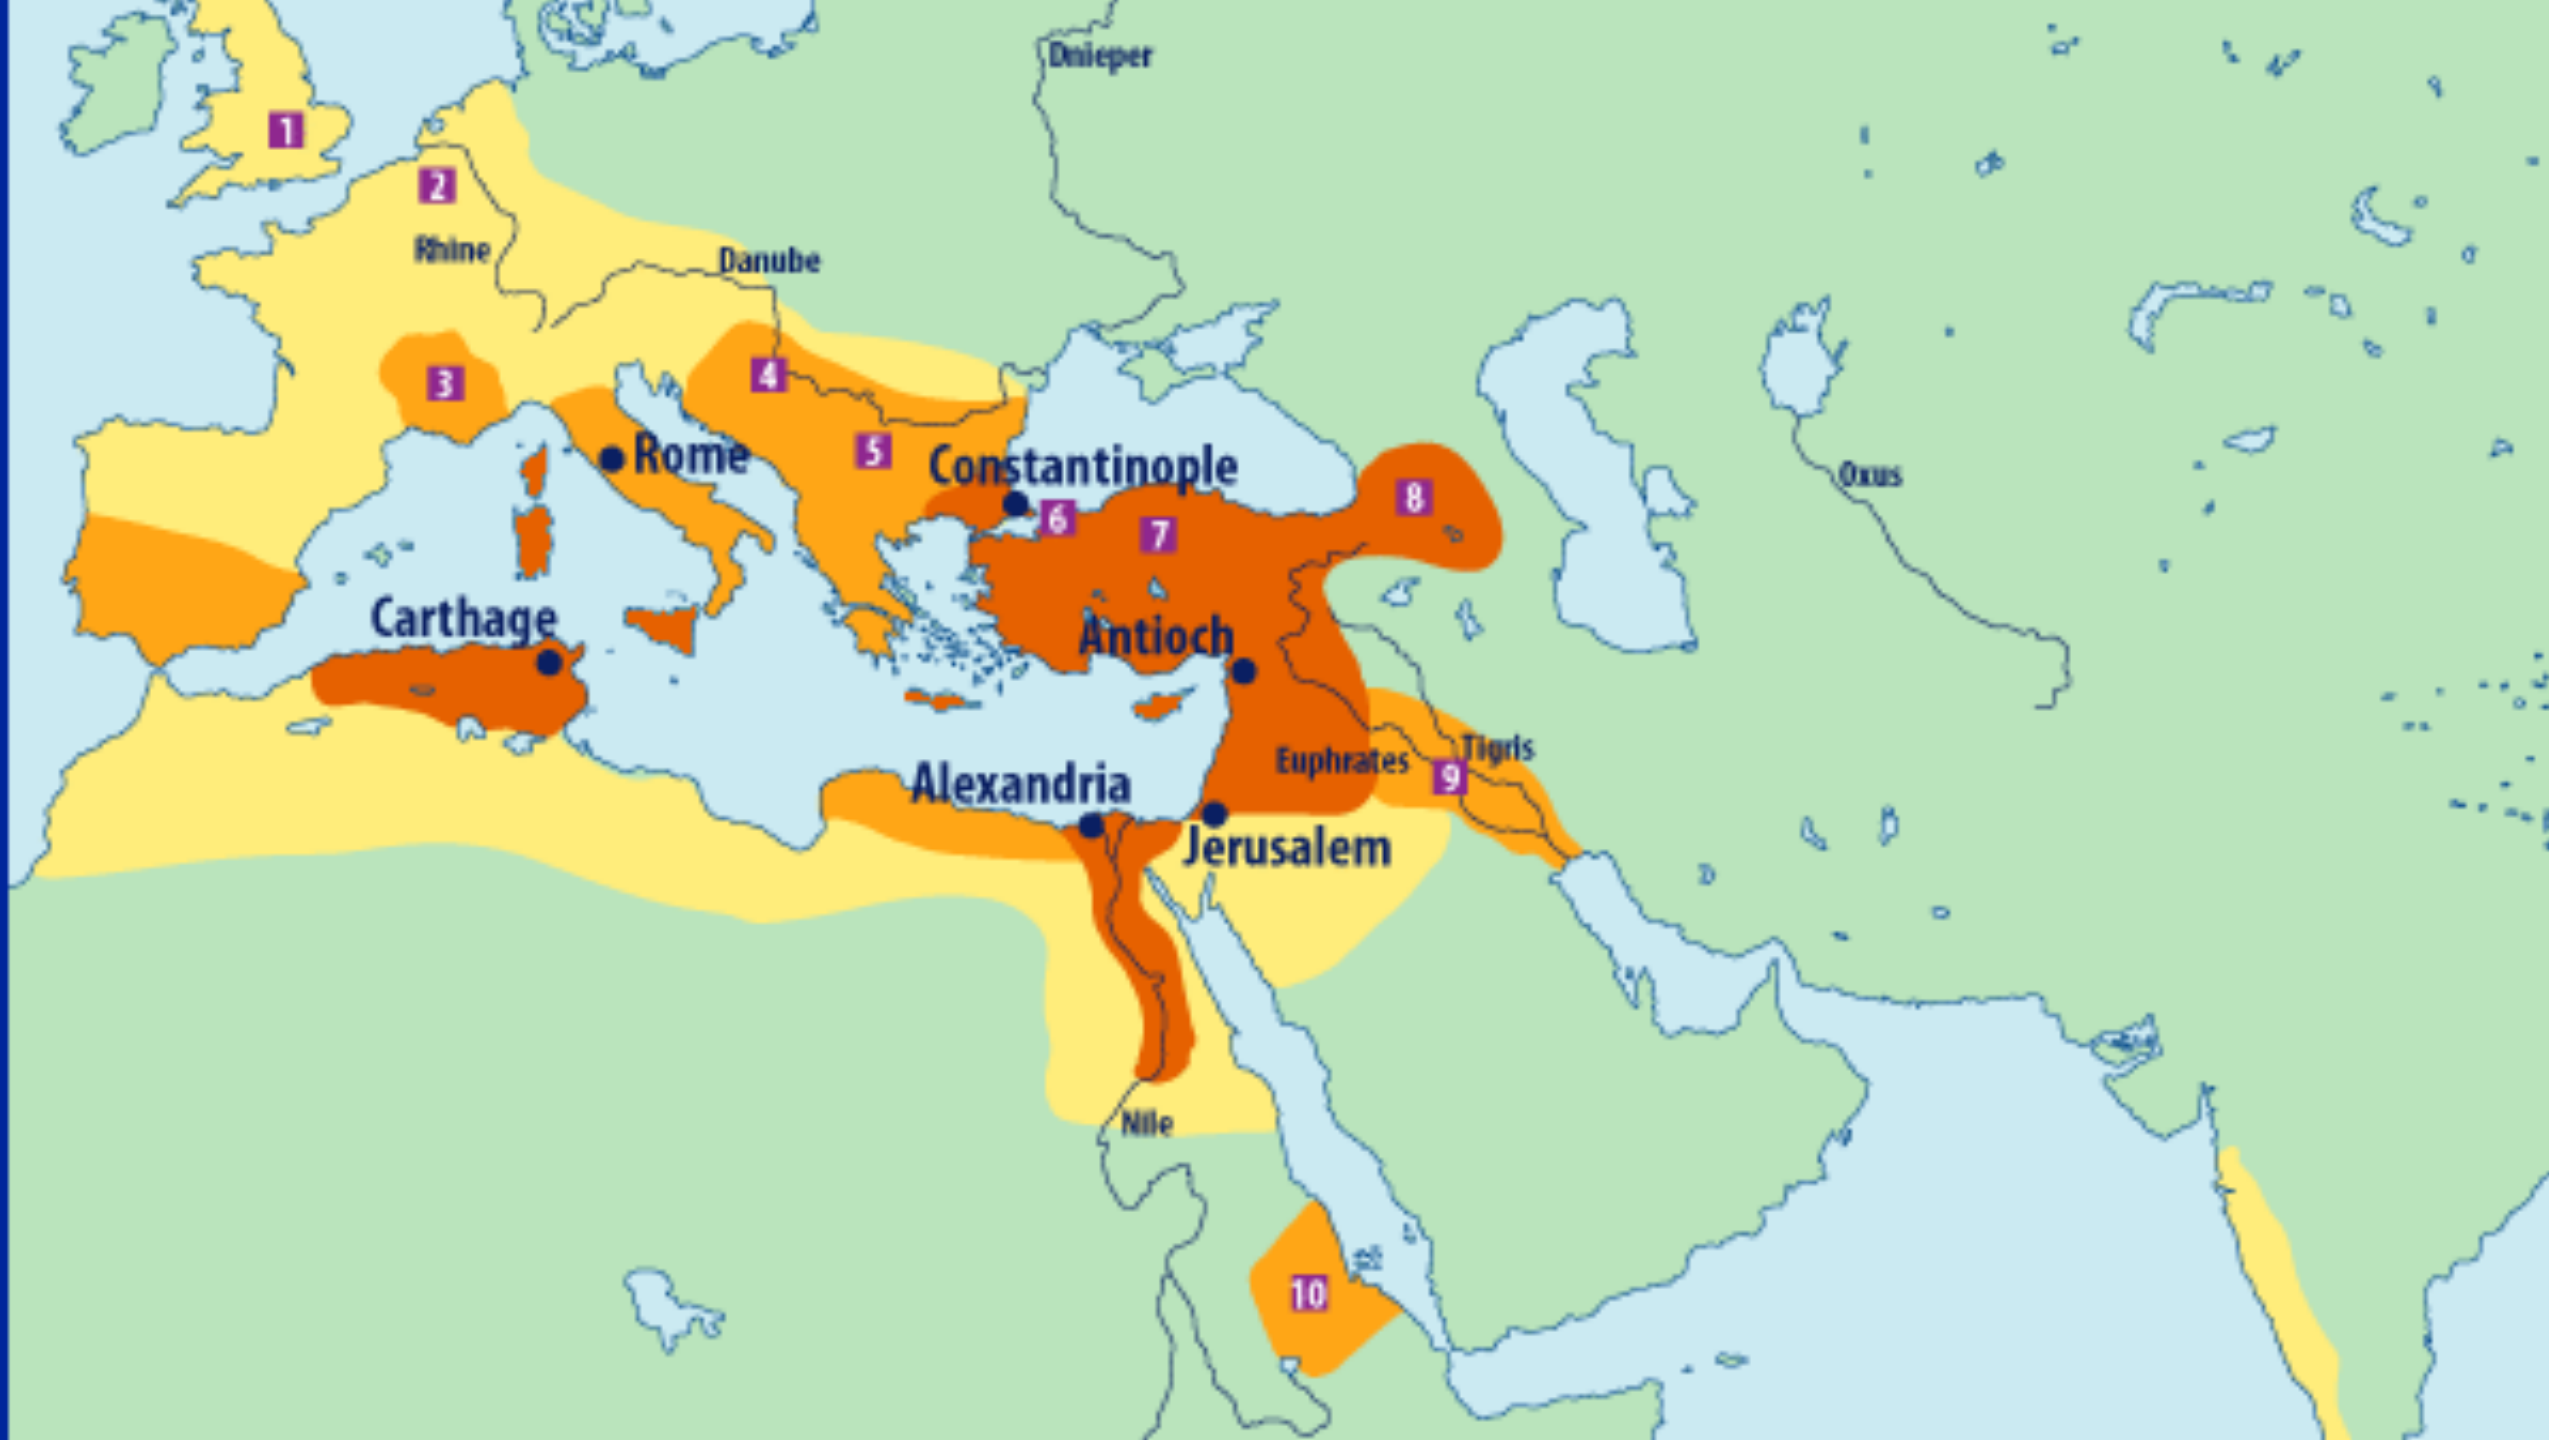 Dnieper
1
2
Rhine
Danube
3
4
5
Rome
Constantinople
6
7
8
Oxus
Carthage
Antioch
Alexandria
Euphrates
Tigris
9
Jerusalem
Nile
10